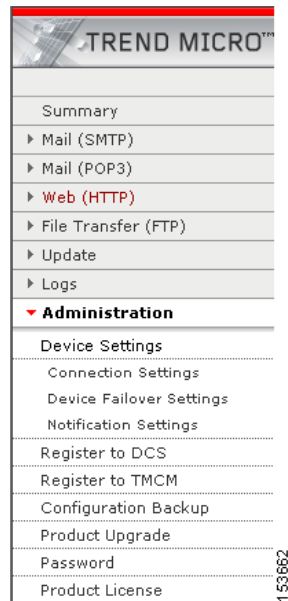 TREND MICRO™
Summary
Mail (SMTP)
Mail (POP3)
Web (HTTP)
File Transfer (FTP)
Update
Logs
Administration
Device Settings
Connection Settings
Device Failover Settings
Notification Settings
Register to DCS
Register to TMCM
Configuration Backup
Product Upgrade
Password
Product License
153662